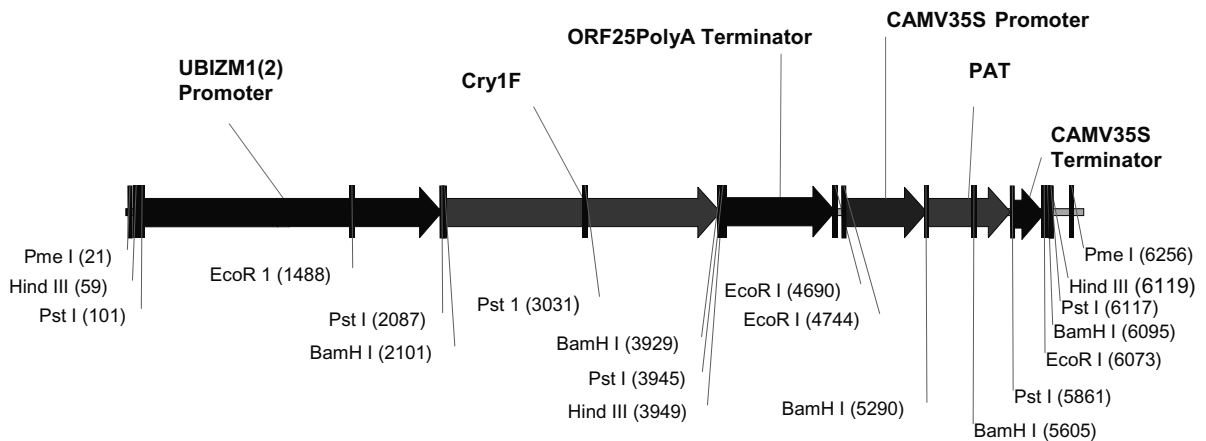 CAMV35S Promoter
ORF25PolyA Terminator
UBIZM1(2)
Promoter
Cry1F
PAT
CAMV35S
Terminator
Pme I (21)
Hind III (59)
Pst I (101)
EcoR 1 (1488)
Pst I (2087)
BamH I (2101)
Pst 1 (3031)
BamH I (3929)
Pst I (3945)
Hind III (3949)
EcoR I (4690)
EcoR I (4744)
BamH I (5290)
Pme I (6256)
Hind III (6119)
Pst I (6117)
BamH I (6095)
EcoR I (6073)
Pst I (5861)
BamH I (5605)